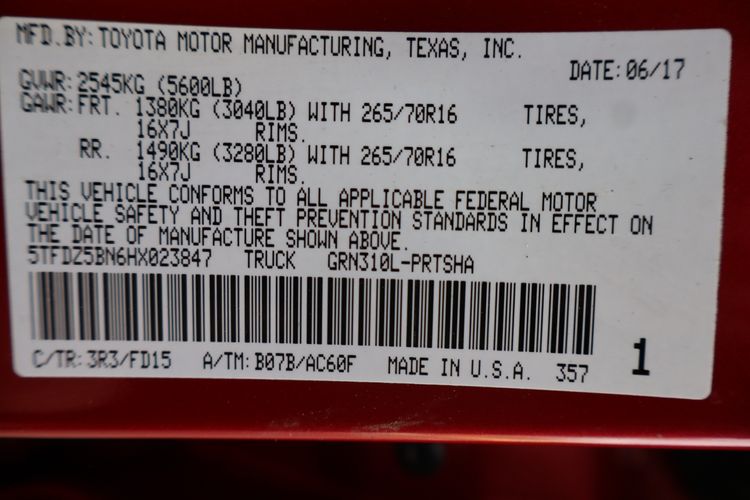 MFD.BY: TOYOTA MOTOR MANUFACTURING, TEXAS, INC.
DATE: 06/17
GVWR: 2545KG (5600LB)
GAWR: FRT. 1380KG (3040LB) WITH 265/70R16 TIRES,
16X7J RIMS.
RR. 1490KG (3280LB) WITH 265/70R16 TIRES,
16X7J RIMS.
THIS VEHICLE CONFORMS TO ALL APPLICABLE FEDERAL MOTOR
VEHICLE SAFETY AND THEFT PREVENTION STANDARDS IN EFFECT ON
THE DATE OF MANUFACTURE SHOWN ABOVE.
5TFDZ5BN6HX023847 TRUCK GRN310L-PRTSHA
C/TR: 3R3/FD15 A/TM: B07B/AC60F MADE IN U.S.A. 357 1